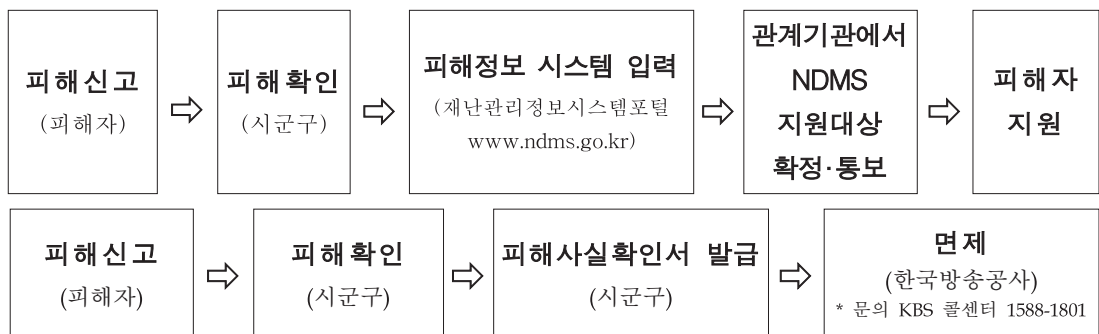 피해신고
(피해자)
피해확인
(시군구)
피해정보 시스템 입력
(재난관리정보시스템포털
www.ndms.go.kr)
관계기관에서
NDMS
지원대상
확정·통보
피해자
지원
피해신고
(피해자)
피해확인
(시군구)
피해사실확인서 발급
(시군구)
면제
(한국방송공사)
* 문의 KBS 콜센터 1588-1801